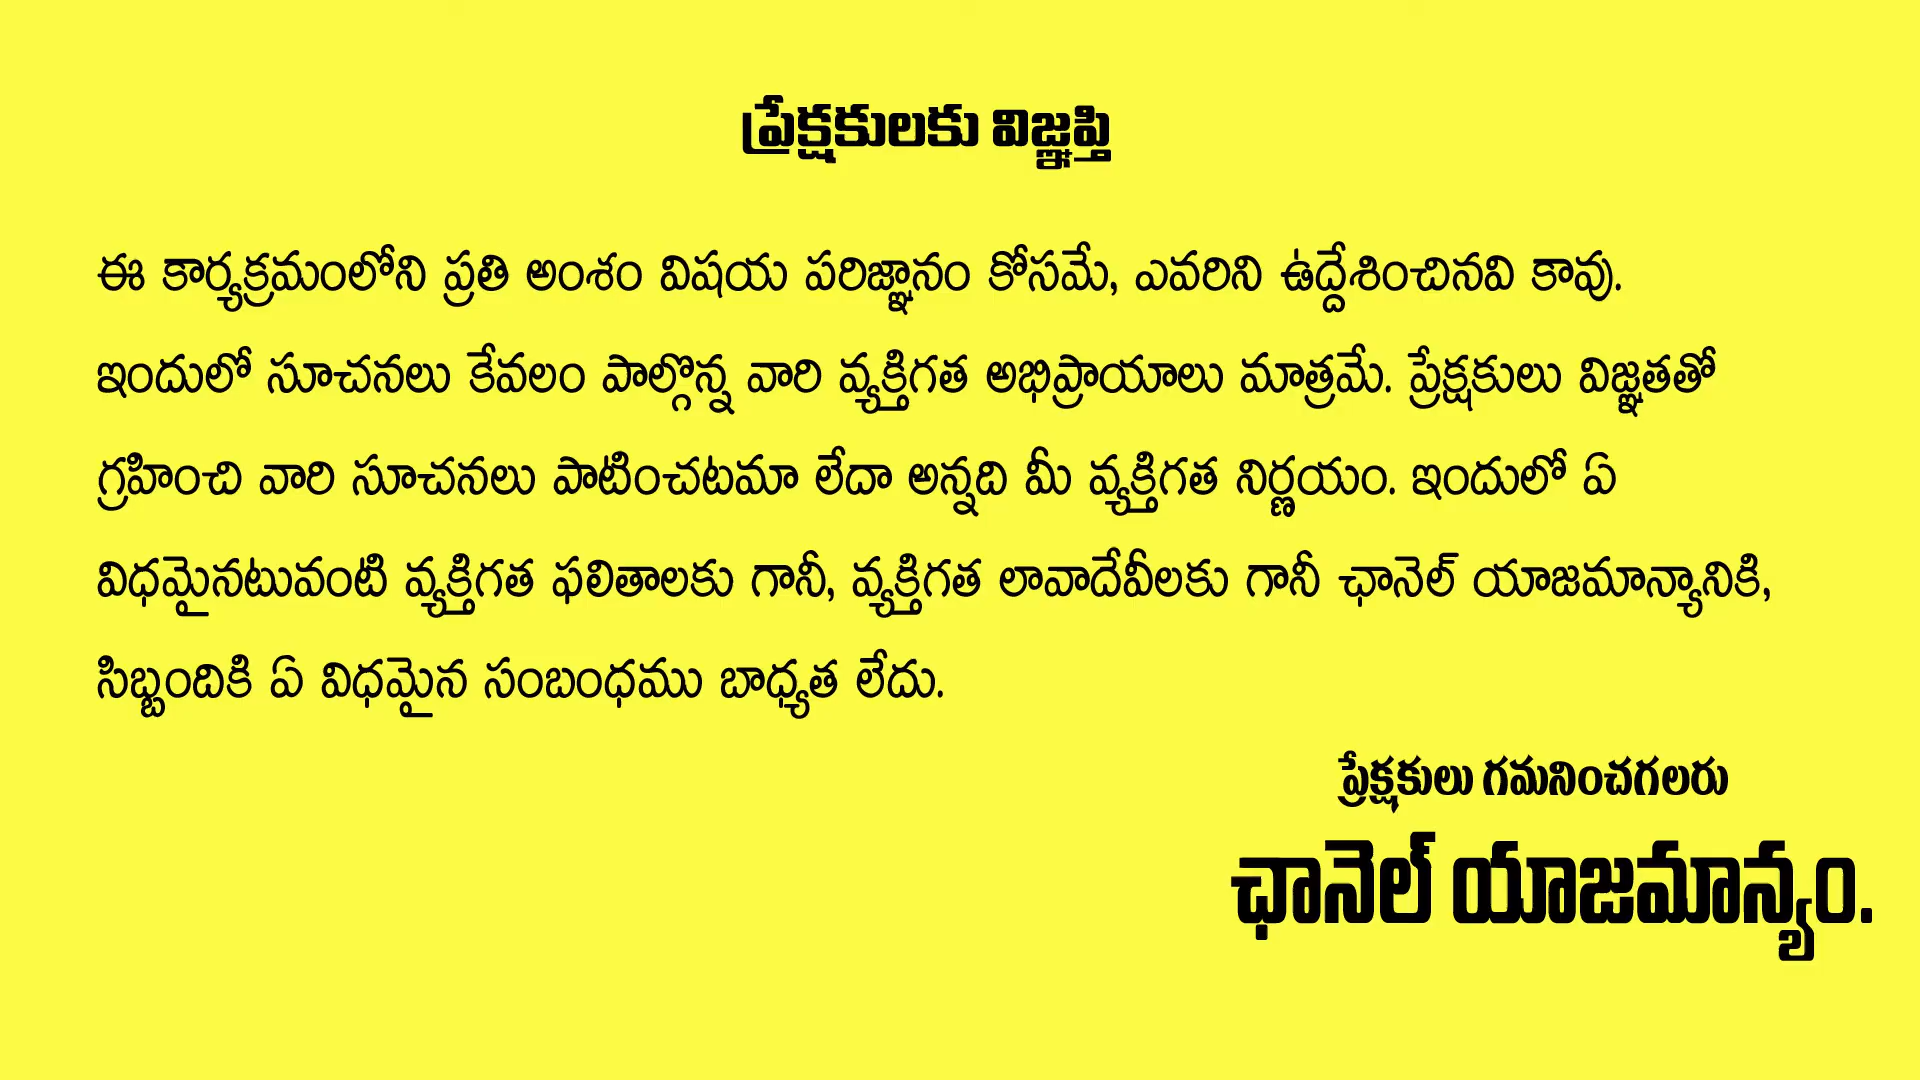 ప్రేక్షకులకు విజ్ఞప్తి
ఈ కార్యక్రమంలోని ప్రతి అంశం విషయ పరిజ్ఞానం కోసమే, ఎవరిని ఉద్దేశించినవి కావు.
ఇందులో సూచనలు కేవలం పాల్గొన్న వారి వ్యక్తిగత అభిప్రాయాలు మాత్రమే. ప్రేక్షకులు విజ్ఞతతో
గ్రహించి వారి సూచనలు పాటించటమా లేదా అన్నది మీ వ్యక్తిగత నిర్ణయం. ఇందులో ఏ
విధమైనటువంటి వ్యక్తిగత ఫలితాలకు గానీ, వ్యక్తిగత లావాదేవీలకు గానీ ఛానెల్ యాజమాన్యానికి,
సిబ్బందికి ఏ విధమైన సంబంధము బాధ్యత లేదు.
ప్రేక్షకులు గమనించగలరు
ఛానెల్ యాజమాన్యం.